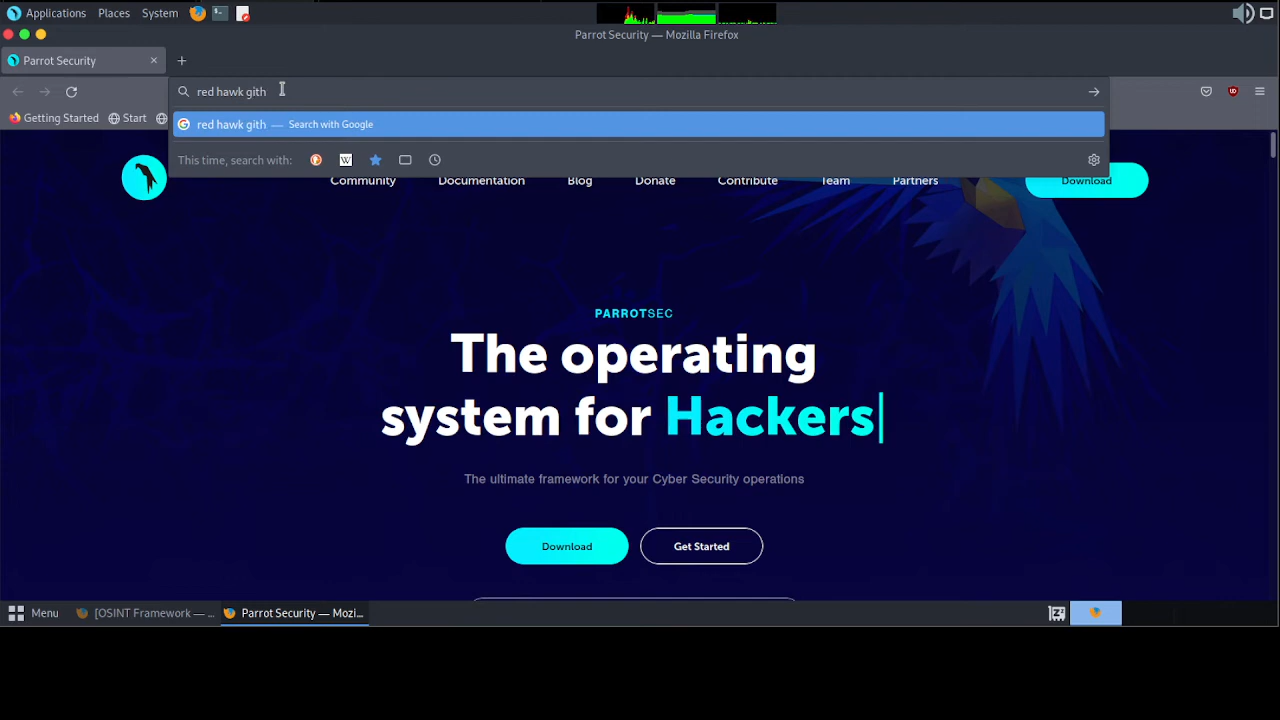 Applications Places System
Parrot Security — Mozilla Firefox
Parrot Security
red hawk gith
Getting Started Start
red hawk gith — Search with Google
This time, search with:
W
Community Documentation Blog Donate Contribute Team Partners Download
PARROTSEC
The operating
system for Hackers
The ultimate framework for your Cyber Security operations
Download Get Started
Menu [OSINT Framework — ... Parrot Security — Mozi...